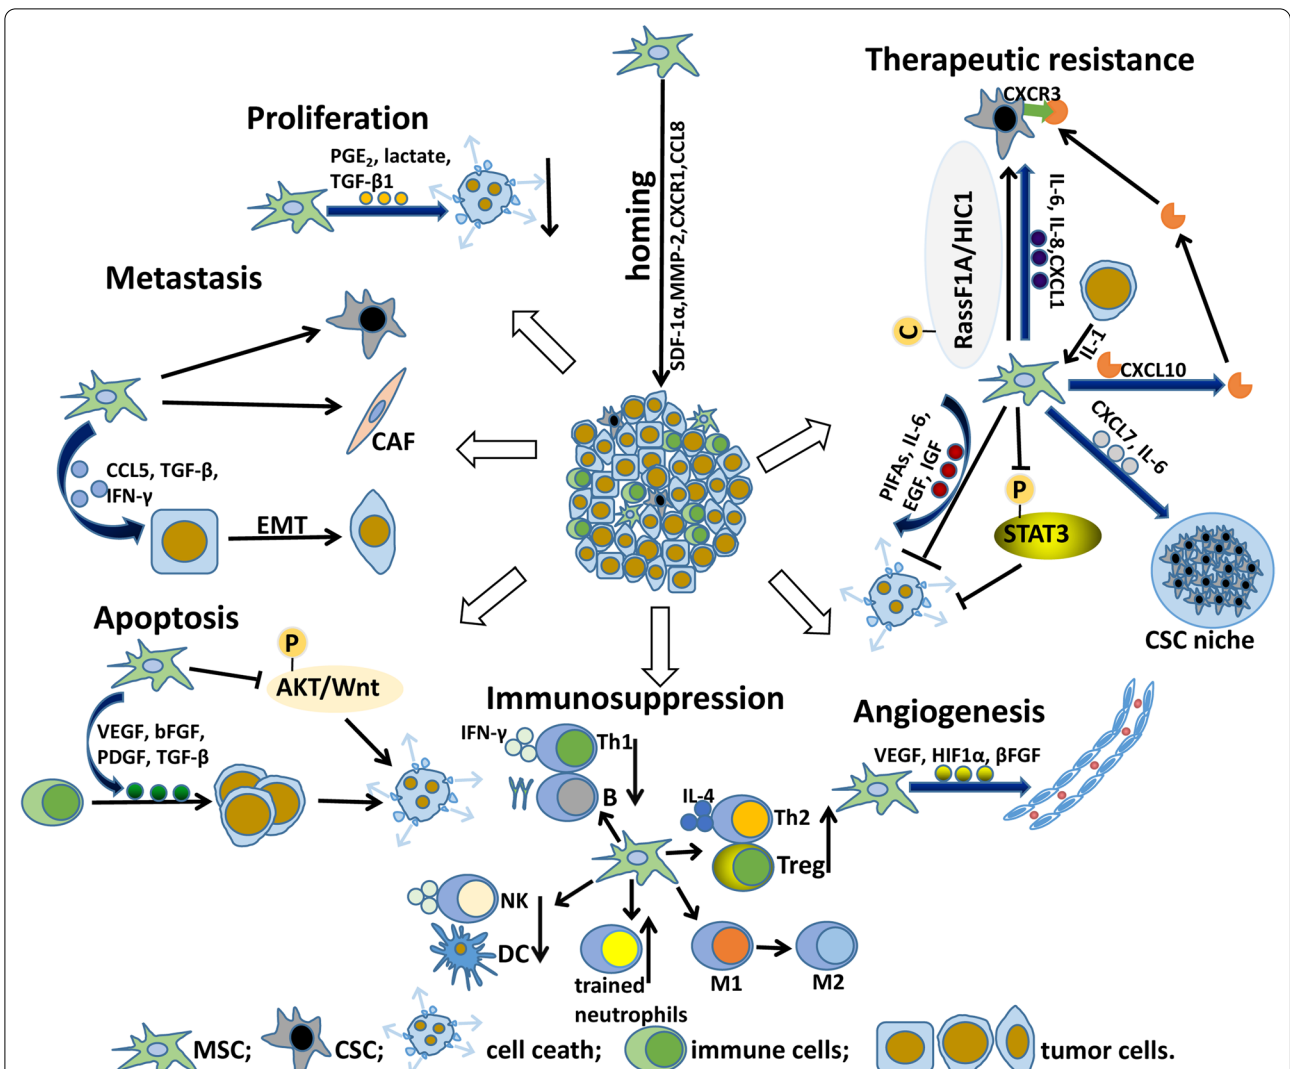 Therapeutic resistance
CXCR3
Proliferation
PGE₂, lactate,
TGF-β1
homing
SDF-1α,MMP-2,CXCR1,CCL8
RassF1A/HIC1
C
IL-6, IL-8,CXCL1
IL-1
CXCL10
Metastasis
CAF
CCL5, TGF-β,
IFN-γ
EMT
PIFAs, IL-6,
EGF, IGF
CXCL7, IL-6
P
STAT3
CSC niche
Apoptosis
P
AKT/Wnt
VEGF, bFGF,
PDGF, TGF-β
Immunosuppression
IFN-γ
Th1
B
IL-4
Th2
Treg
NK
DC
trained
neutrophils
M1
M2
Angiogenesis
VEGF, HIF1α, βFGF
MSC;
CSC;
cell ceath;
immune cells;
tumor cells.